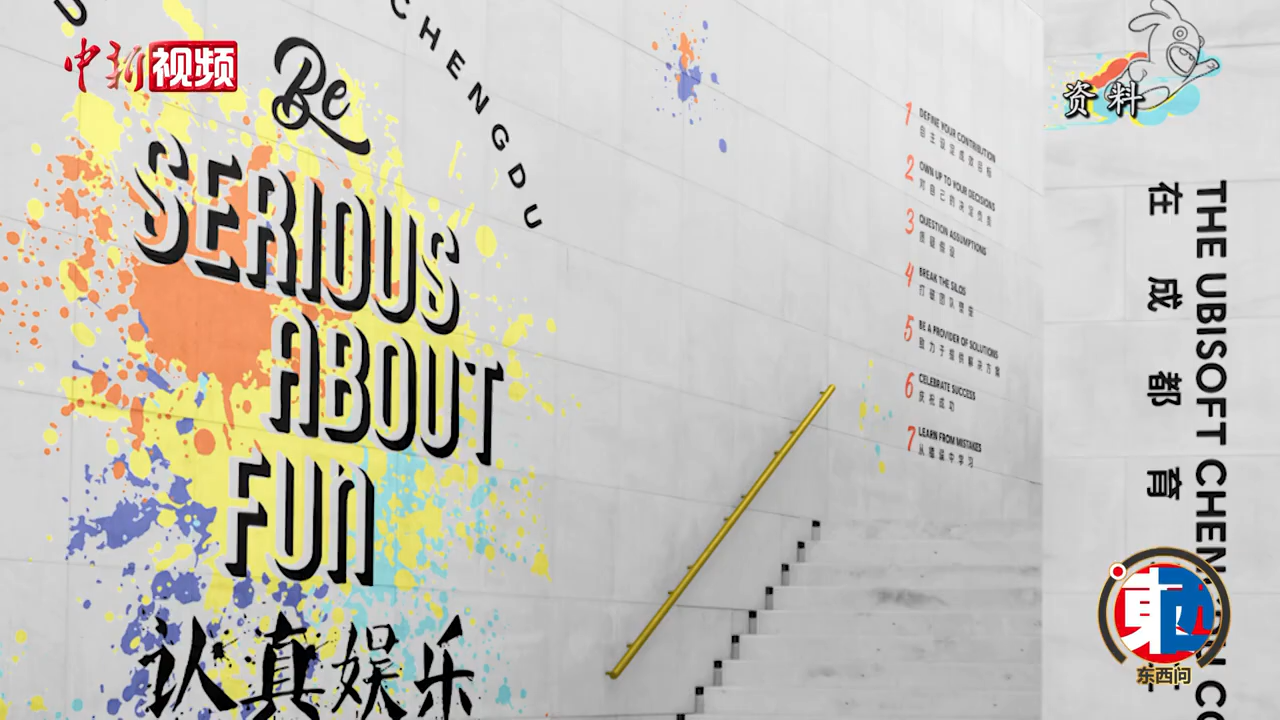 中新视频
CHENGDU
Be
SERIOUS
ABOUT
FUN
认真娱乐
1 DEFINE YOUR CONTRIBUTION
自主设定成效目标
2 OWN UP TO YOUR DECISIONS
对自己的决定负责
3 QUESTION ASSUMPTIONS
质疑假设
4 BREAK THE SILOS
打破团队壁垒
5 BE A PROVIDER OF SOLUTIONS
致力于提供解决方案
6 CELEBRATE SUCCESS
庆祝成功
7 LEARN FROM MISTAKES
从错误中学习
资料
THE UBISOFT CHEN
在成都育
东西问